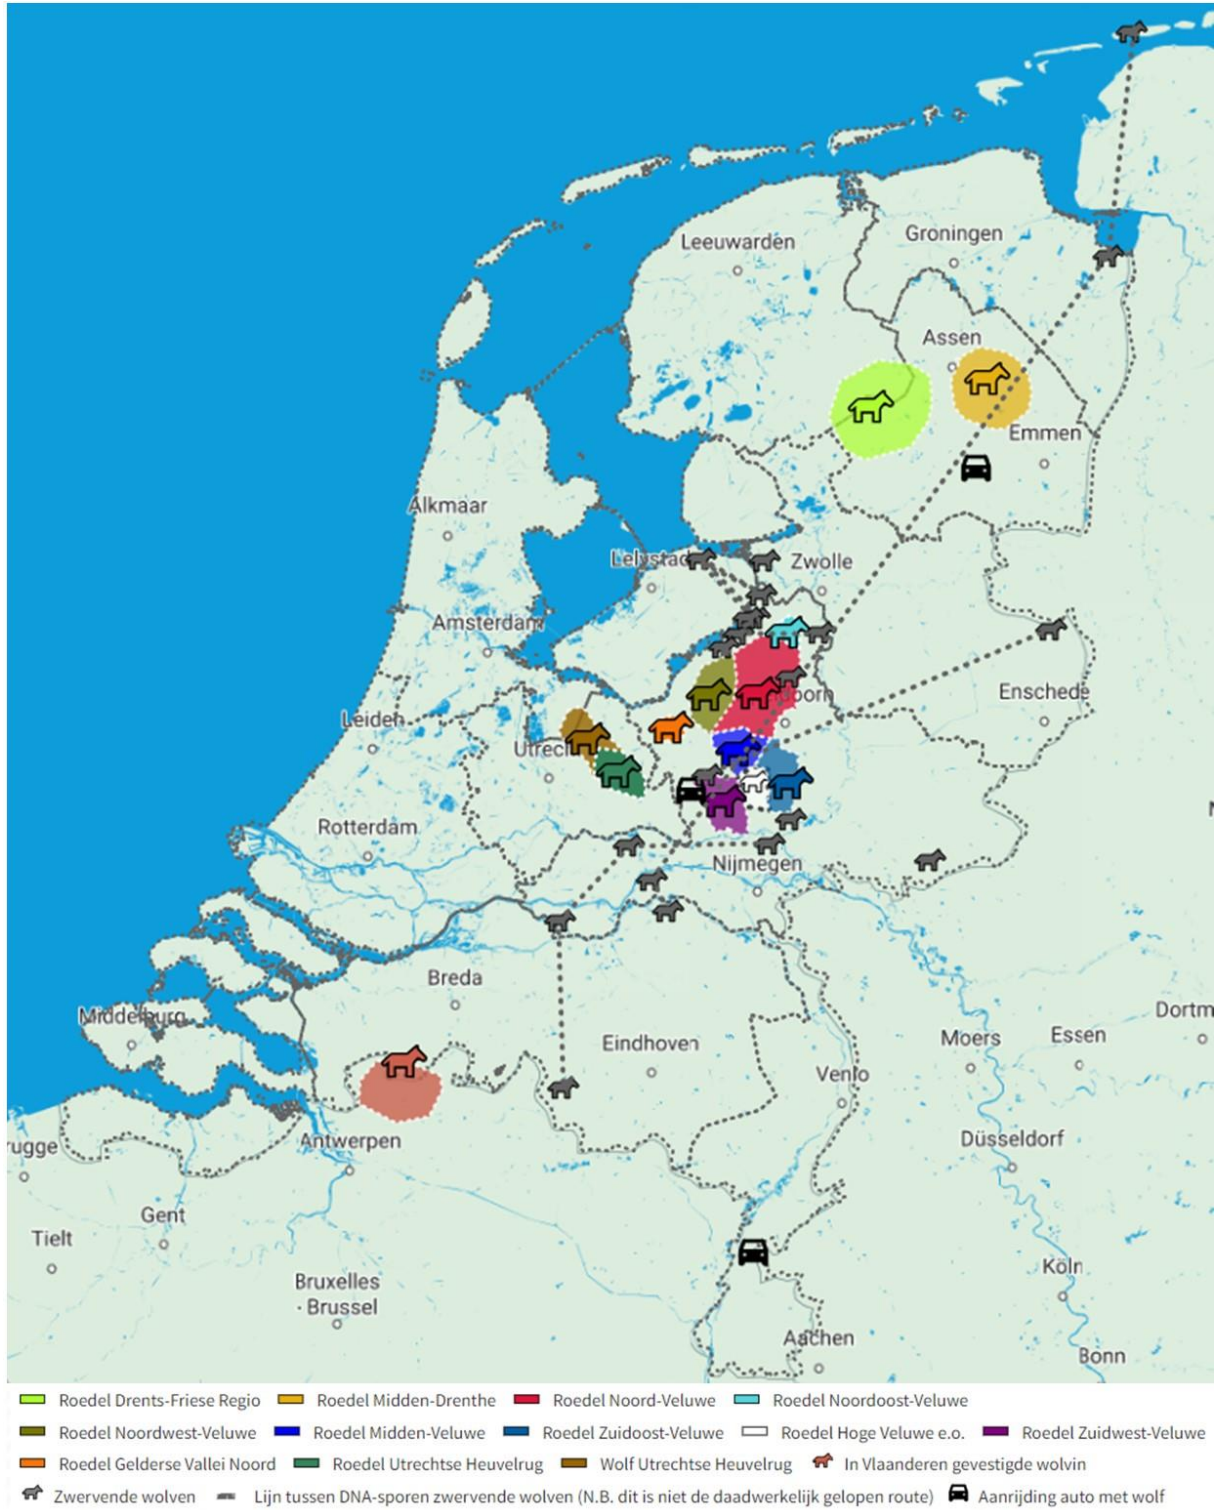 Leeuwarden
Groningen
Assen
Emmen
Alkmaar
Zwolle
Amsterdam
Enschede
Leiden
Rotterdam
Nijmegen
Breda
Dortm
Middelburg
Eindhoven
Moers
Essen
Venlo
rugge
Antwerpen
Düsseldorf
Gent
Tielt
Köln
Bruxelles
- Brussel
Aachen
Bonn
Roedel Drents-Friese Regio Roedel Midden-Drenthe Roedel Noord-Veluwe Roedel Noordoost-Veluwe
Roedel Noordwest-Veluwe Roedel Midden-Veluwe Roedel Zuidoost-Veluwe Roedel Hoge Veluwe e.o. Roedel Zuidwest-Veluwe
Roedel Gelderse Vallei Noord Roedel Utrechtse Heuvelrug Wolf Utrechtse Heuvelrug In Vlaanderen gevestigde wolvin
Zwervende wolven Lijn tussen DNA-sporen zwervende wolven (N.B. dit is niet de daadwerkelijk gelopen route) Aanrijding auto met wolf